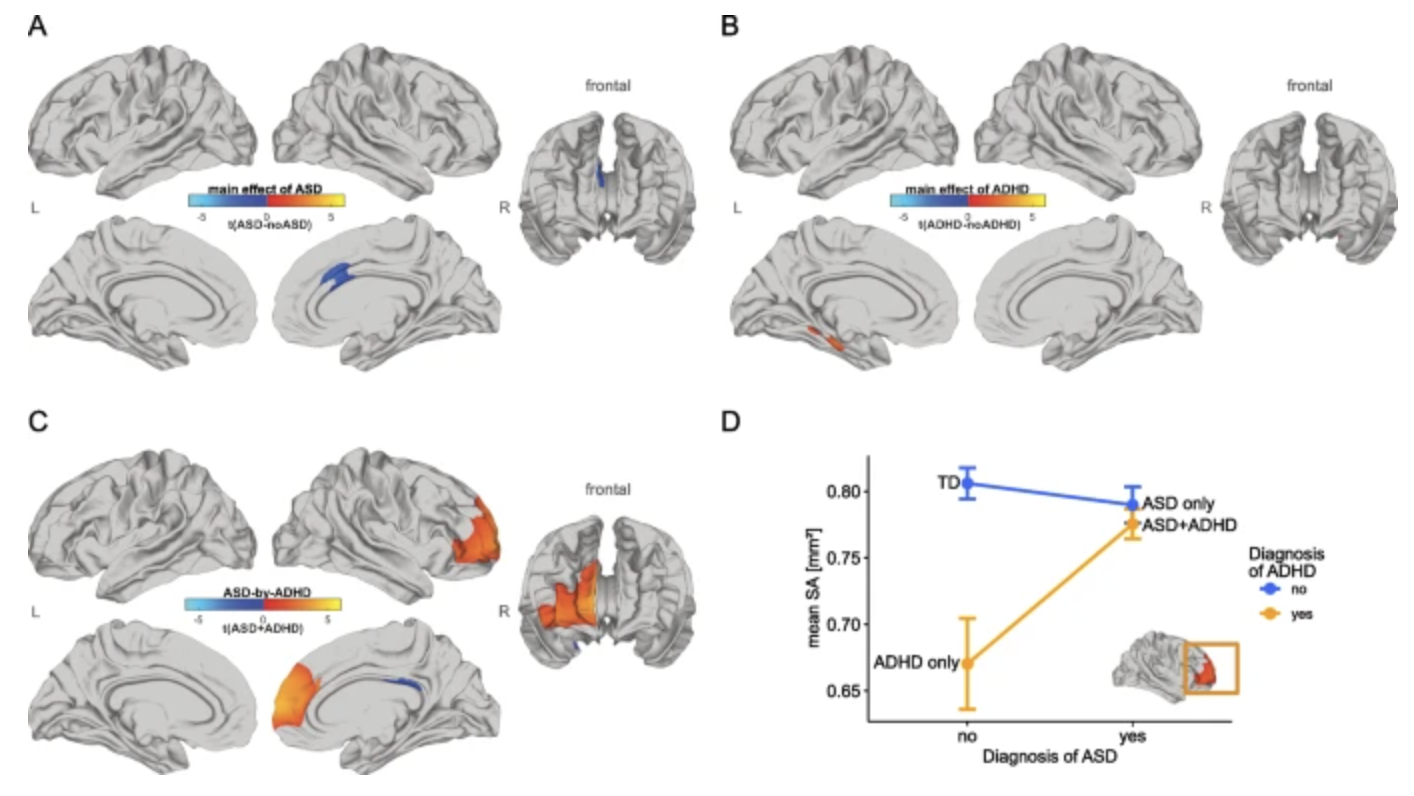 A
frontal
main effect of ASD
-5 0 5
t(ASD-noASD)
L
R
B
frontal
main effect of ADHD
-5 0 5
t(ADHD-noADHD)
L
R
C
frontal
ASD-by-ADHD
-5 0 5
t(ASD+ADHD)
L
R
D
mean SA [mm²]
0.80
0.75
0.70
0.65
TD
ASD only
ASD+ADHD
ADHD only
no
yes
Diagnosis of ASD
Diagnosis
of ADHD
no
yes